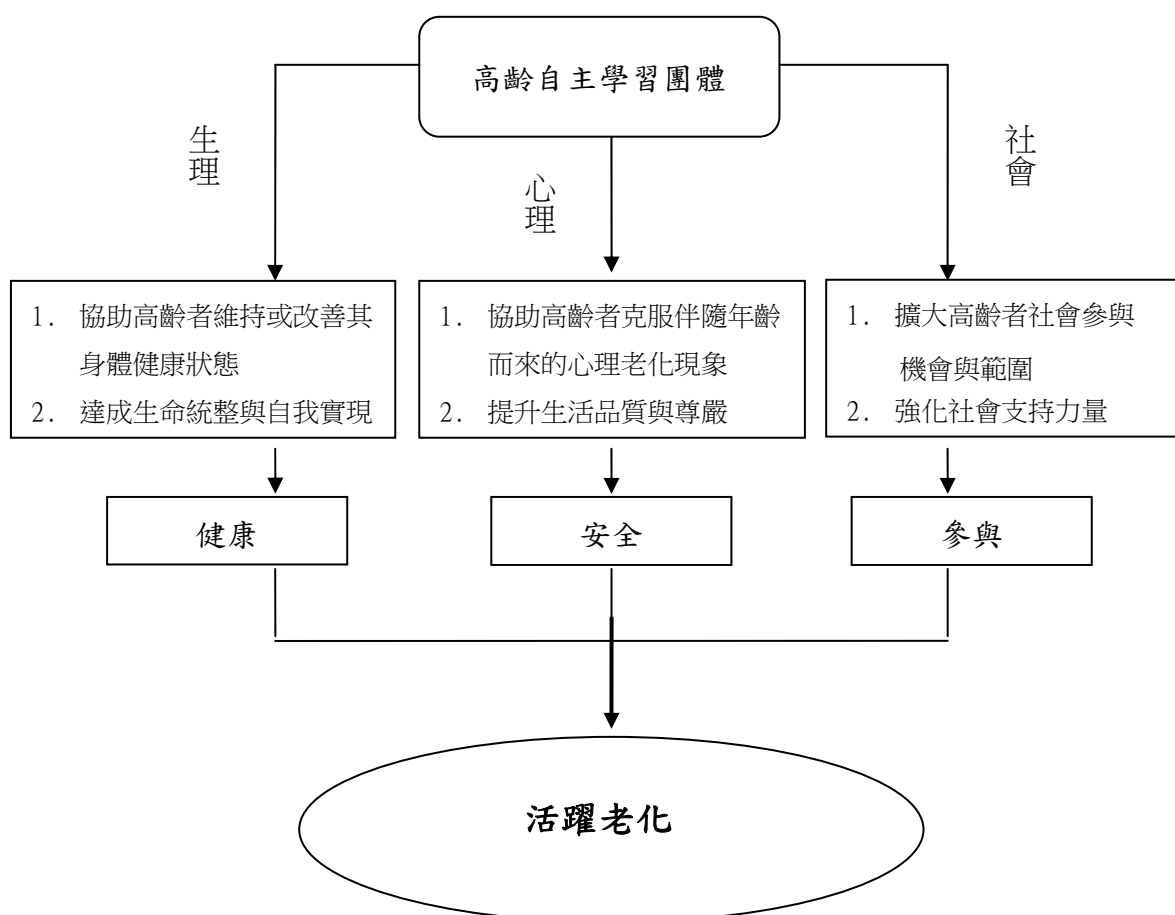 高齡自主學習團體
生理
心理
社會
1. 協助高齡者維持或改善其
身體健康狀態
2. 達成生命統整與自我實現
1. 協助高齡者克服伴隨年齡
而來的心理老化現象
2. 提升生活品質與尊嚴
1. 擴大高齡者社會參與
機會與範圍
2. 強化社會支持力量
健康
安全
參與
活躍老化